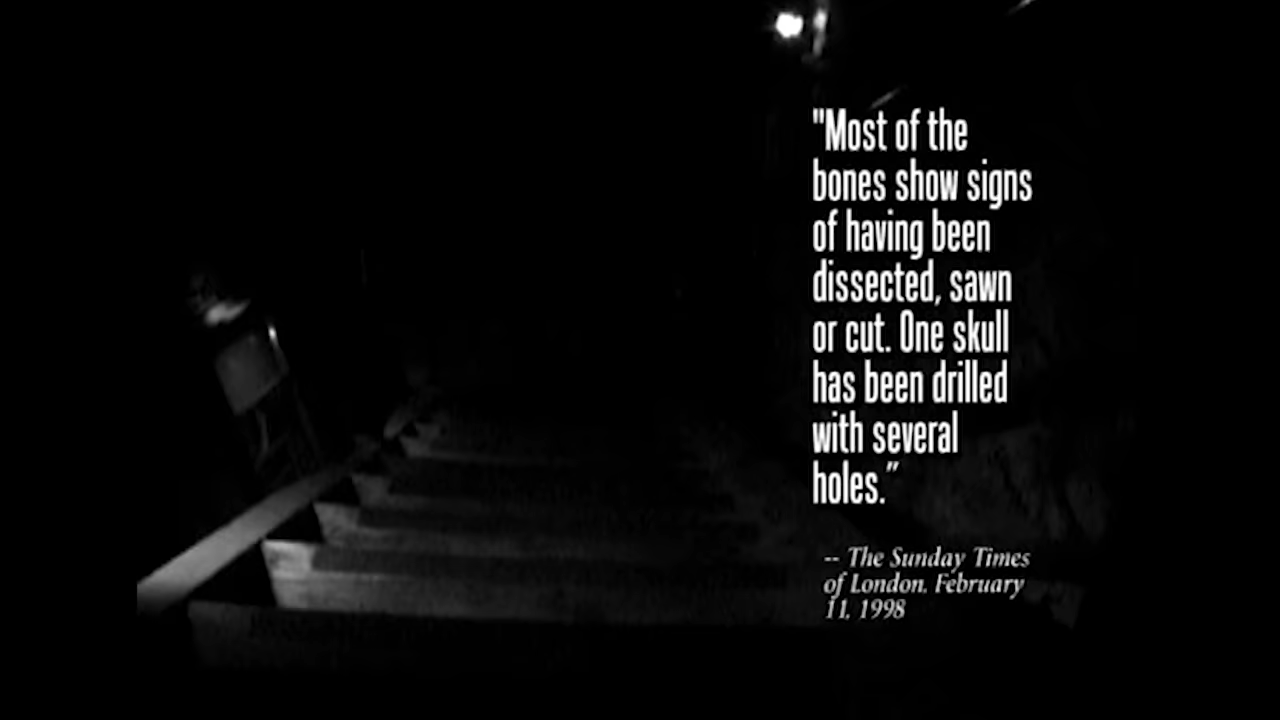 "Most of the
bones show signs
of having been
dissected, sawn
or cut. One skull
has been drilled
with several
holes.”
-- The Sunday Times
of London, February
11, 1998